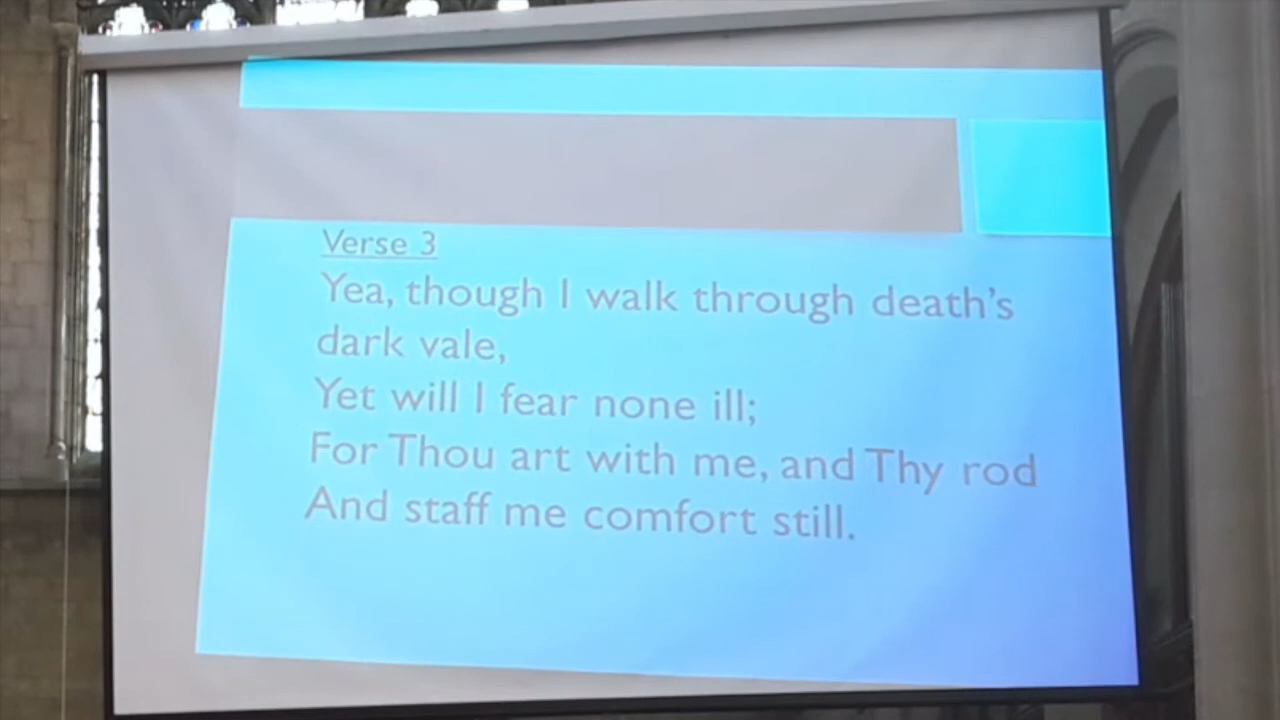 Verse 3
Yea, though I walk through death's
dark vale,
Yet will I fear none ill;
For Thou art with me, and Thy rod
And staff me comfort still.